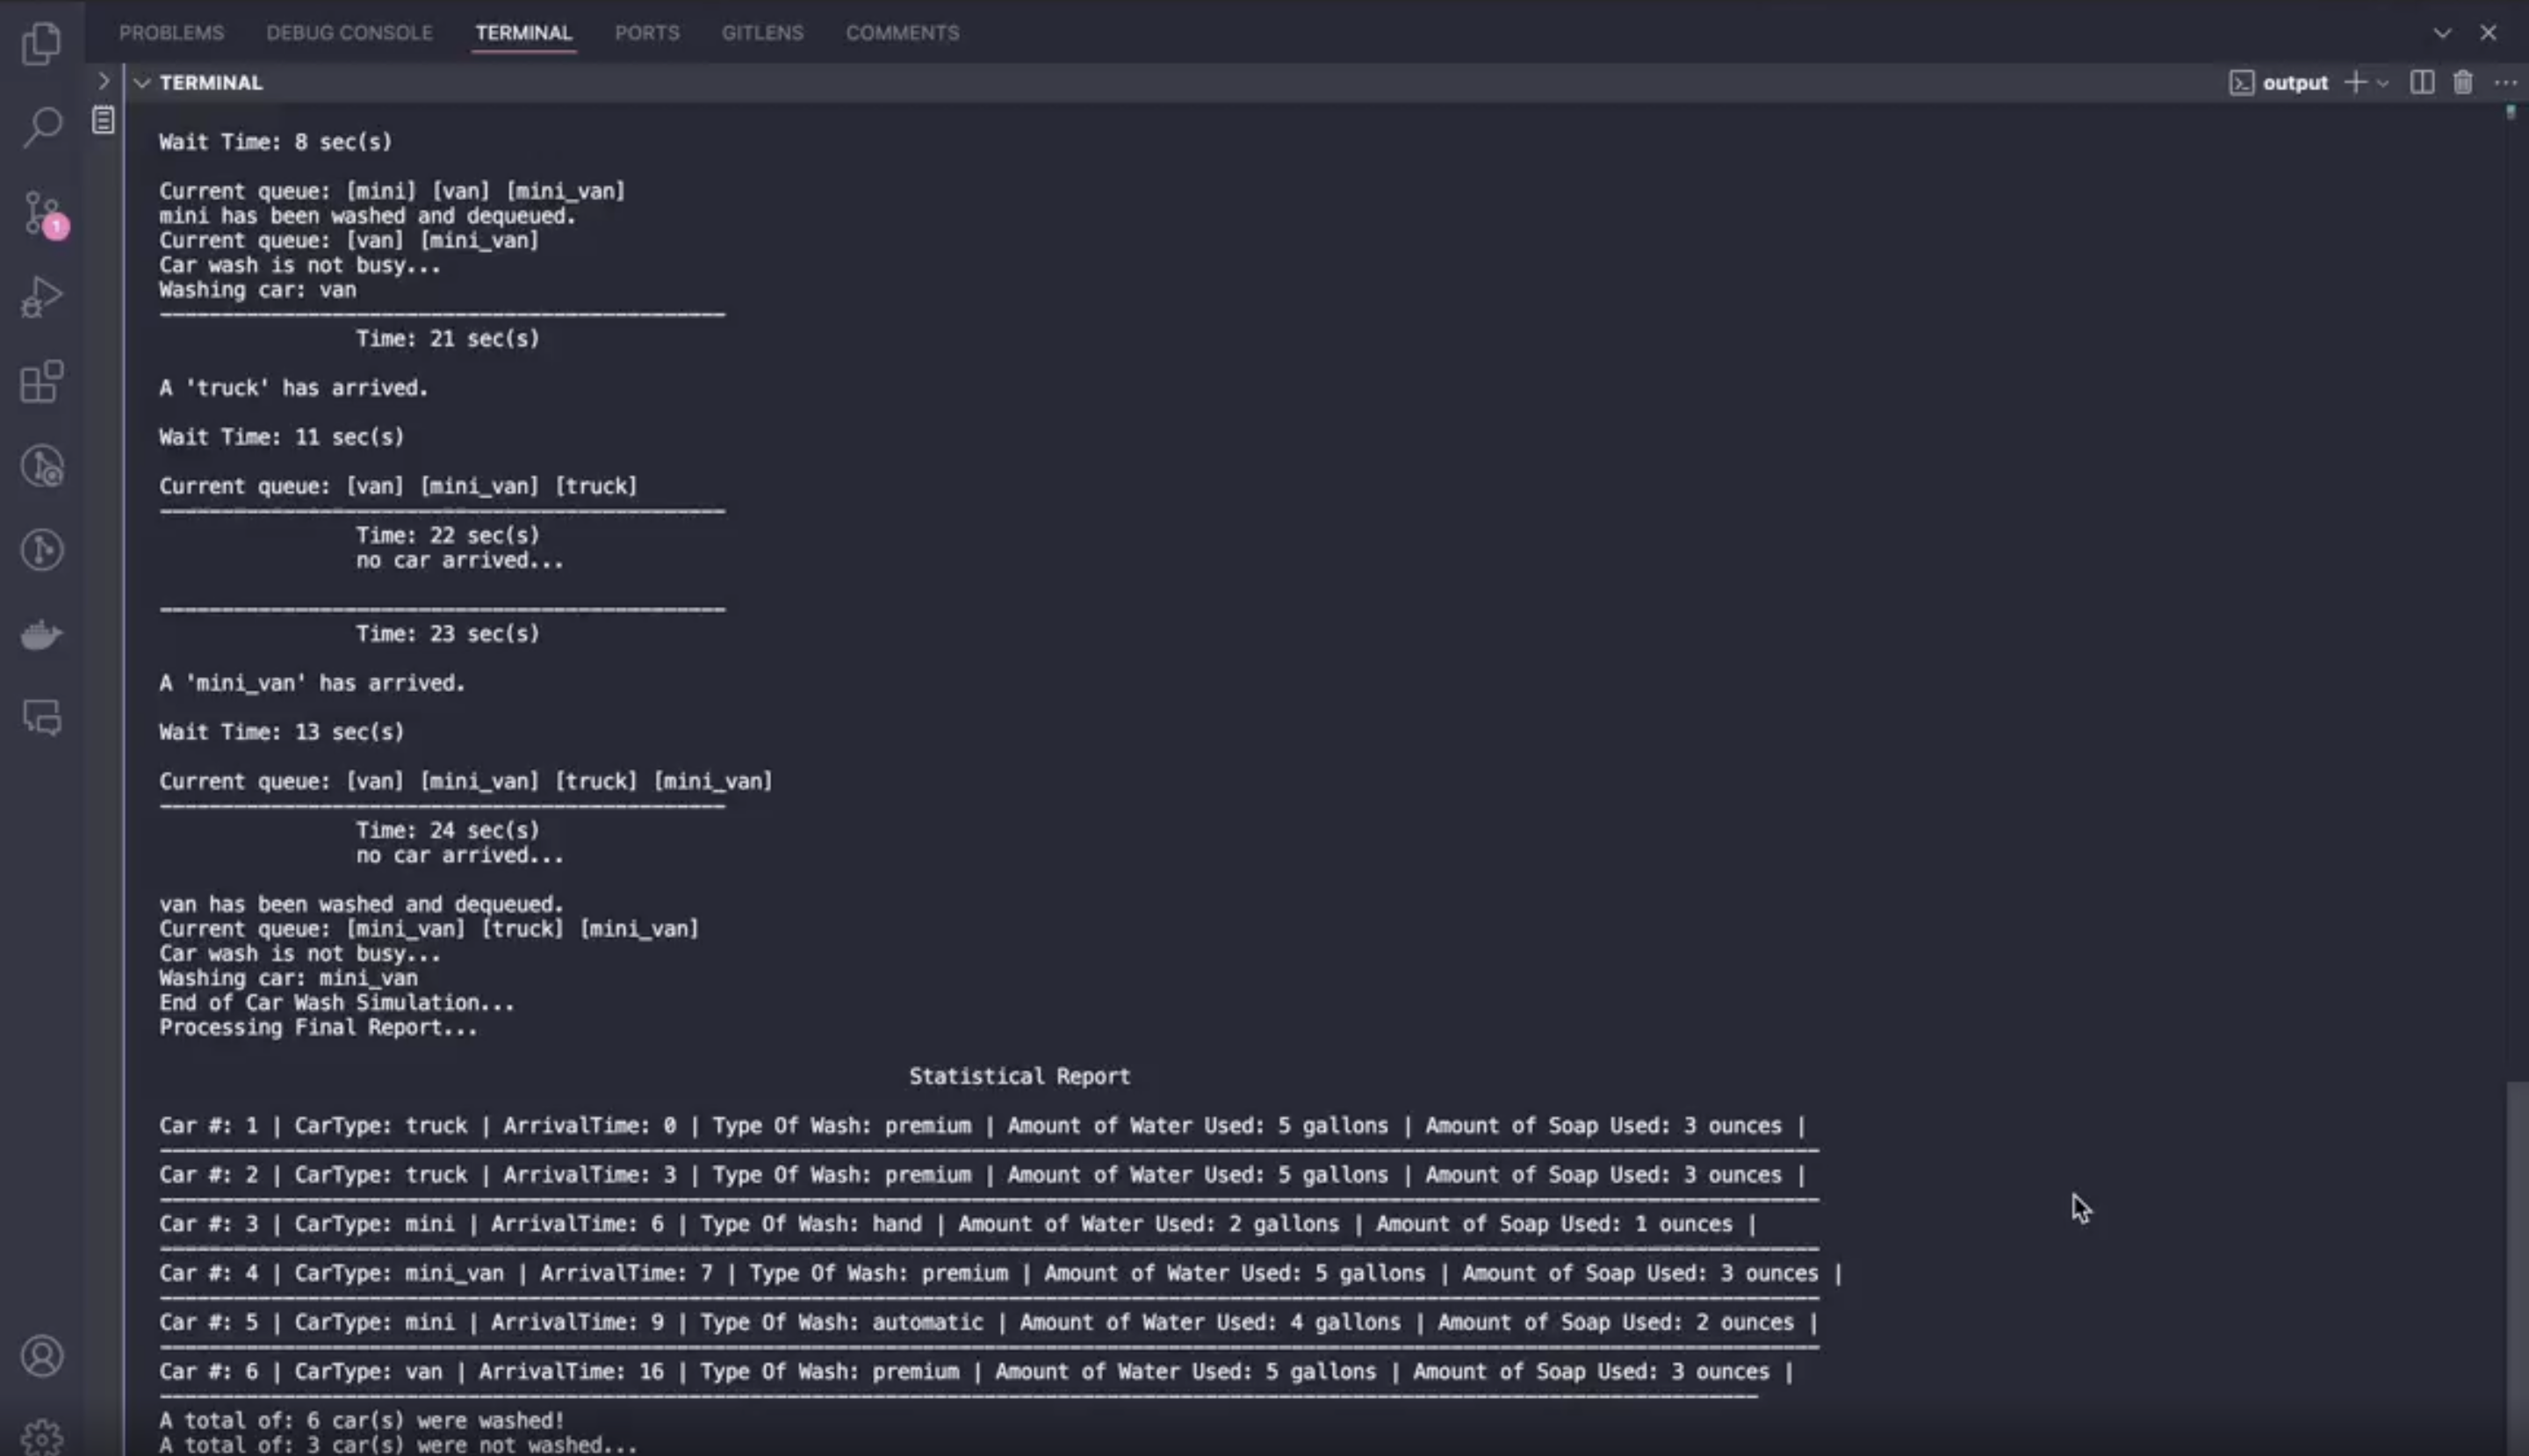 PROBLEMS DEBUG CONSOLE TERMINAL PORTS GITLENS COMMENTS
TERMINAL output
Wait Time: 8 sec(s)
Current queue: [mini] [van] [mini_van]
mini has been washed and dequeued.
Current queue: [van] [mini_van]
Car wash is not busy...
Washing car: van
Time: 21 sec(s)
A 'truck' has arrived.
Wait Time: 11 sec(s)
Current queue: [van] [mini_van] [truck]
Time: 22 sec(s)
no car arrived...
Time: 23 sec(s)
A 'mini_van' has arrived.
Wait Time: 13 sec(s)
Current queue: [van] [mini_van] [truck] [mini_van]
Time: 24 sec(s)
no car arrived...
van has been washed and dequeued.
Current queue: [mini_van] [truck] [mini_van]
Car wash is not busy...
Washing car: mini_van
End of Car Wash Simulation...
Processing Final Report...
Statistical Report
Car #: 1 | CarType: truck | ArrivalTime: 0 | Type Of Wash: premium | Amount of Water Used: 5 gallons | Amount of Soap Used: 3 ounces |
Car #: 2 | CarType: truck | ArrivalTime: 3 | Type Of Wash: premium | Amount of Water Used: 5 gallons | Amount of Soap Used: 3 ounces |
Car #: 3 | CarType: mini | ArrivalTime: 6 | Type Of Wash: hand | Amount of Water Used: 2 gallons | Amount of Soap Used: 1 ounces |
Car #: 4 | CarType: mini_van | ArrivalTime: 7 | Type Of Wash: premium | Amount of Water Used: 5 gallons | Amount of Soap Used: 3 ounces |
Car #: 5 | CarType: mini | ArrivalTime: 9 | Type Of Wash: automatic | Amount of Water Used: 4 gallons | Amount of Soap Used: 2 ounces |
Car #: 6 | CarType: van | ArrivalTime: 16 | Type Of Wash: premium | Amount of Water Used: 5 gallons | Amount of Soap Used: 3 ounces |
A total of: 6 car(s) were washed!
A total of: 3 car(s) were not washed...
1